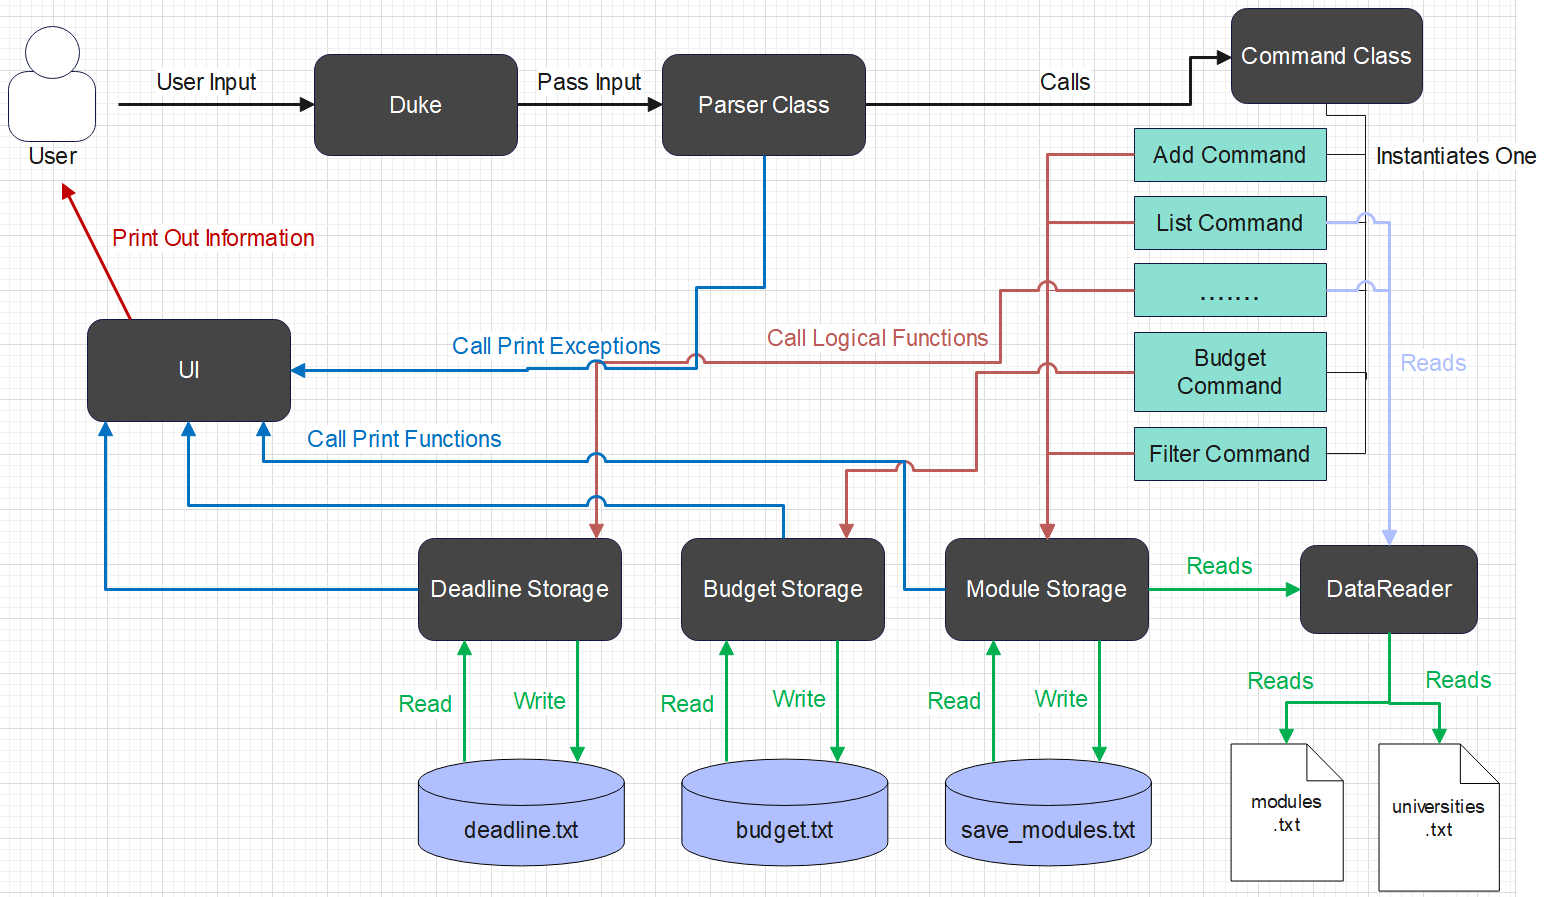 Command Class
User Input
Pass Input
Calls
Duke
Parser Class
User
Add Command
Instantiates One
List Command
Print Out Information
.......
Call Logical Functions
Call Print Exceptions
Budget
Command
Reads
UI
Call Print Functions
Filter Command
Reads
Deadline Storage
Budget Storage
Module Storage
DataReader
Reads
Reads
Read
Write
Read
Write
Read
Write
modules
.txt
universities
.txt
deadline.txt
budget.txt
save_modules.txt